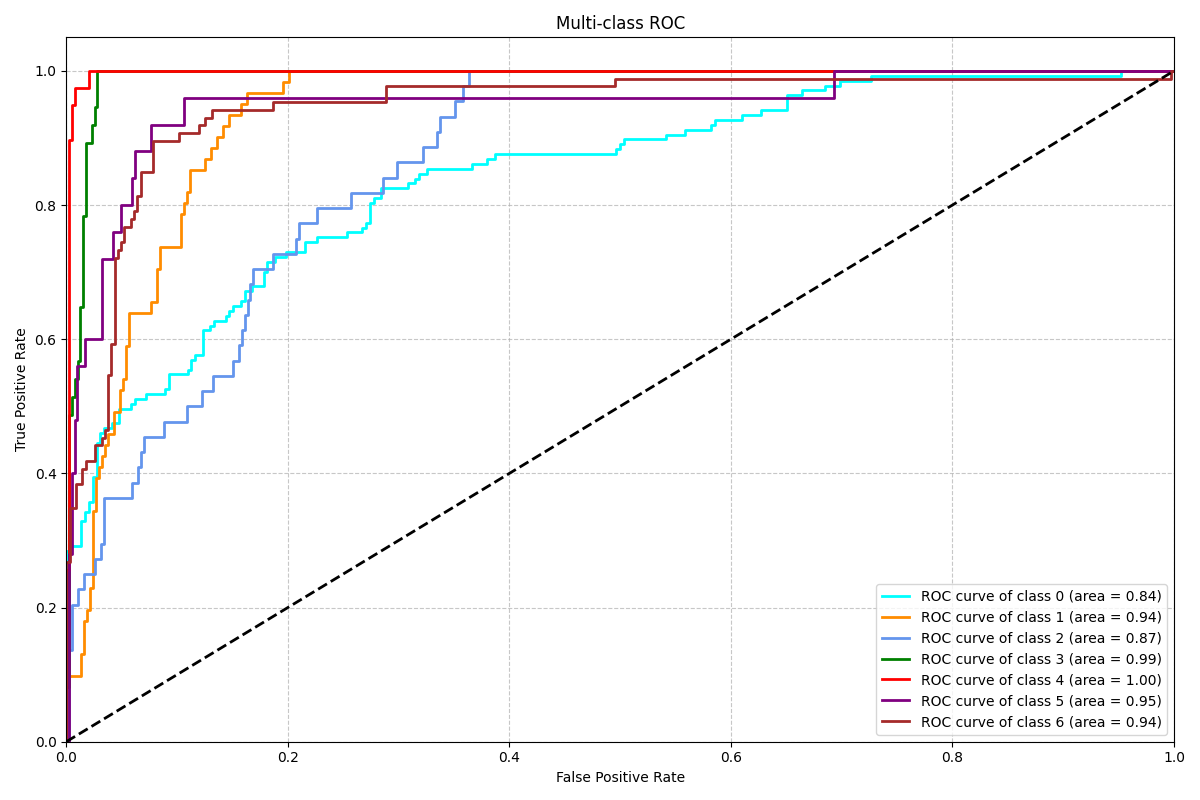 Multi-class ROC
True Positive Rate
1.0
0.8
0.6
0.4
0.2
0.0
0.0 0.2 0.4 0.6 0.8 1.0
False Positive Rate
ROC curve of class 0 (area = 0.84)
ROC curve of class 1 (area = 0.94)
ROC curve of class 2 (area = 0.87)
ROC curve of class 3 (area = 0.99)
ROC curve of class 4 (area = 1.00)
ROC curve of class 5 (area = 0.95)
ROC curve of class 6 (area = 0.94)